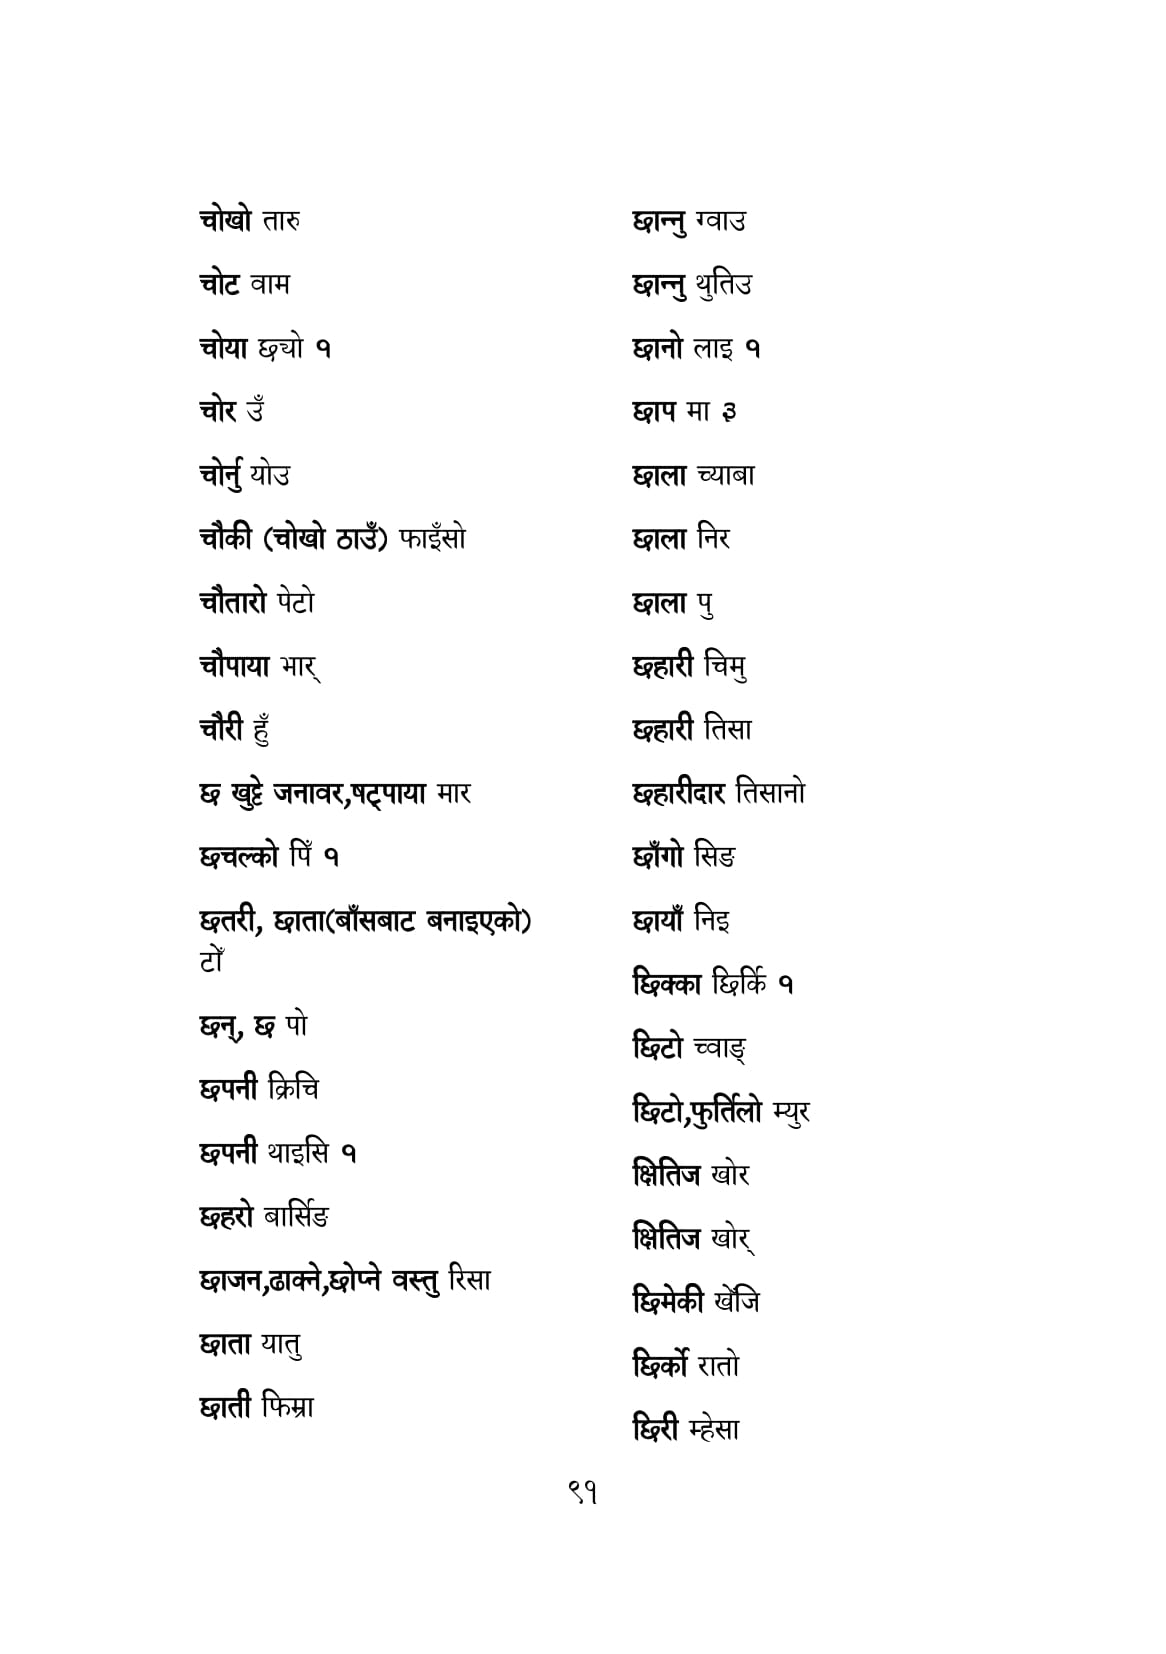 चोखो तारु
चोट वाम
चोया छ्यो १
चोर उँ
चोर्नु योउ
चौकी (चोखो ठाउँ) फाइँसो
चौतारो पेटो
चौपाया भार्
चौरी हुँ
छ खुट्टे जनावर,षट्पाया मार
छचल्को पिँ १
छतरी, छाता(बाँसबाट बनाइएको)
टोँ
छन्, छ पो
छपनी क्रिचि
छपनी थाइसि १
छहरो बार्सिङ
छाजन,ढाक्ने,छोप्ने वस्तु रिसा
छाता यातु
छाती फिम्रा
छान्नु ग्वाउ
छान्नु थुतिउ
छानो लाइ १
छाप मा ३
छाला च्याबा
छाला निर
छाला पु
छहारी चिमु
छहारी तिसा
छहारीदार तिसानो
छाँगो सिङ
छायाँ निइ
छिक्का छिर्कि १
छिटो च्वाङ्
छिटो,फुर्तिलो म्युर
क्षितिज खोर
क्षितिज खोर्
छिमेकी खेँजि
छिर्को रातो
छिरी म्हेसा
९१